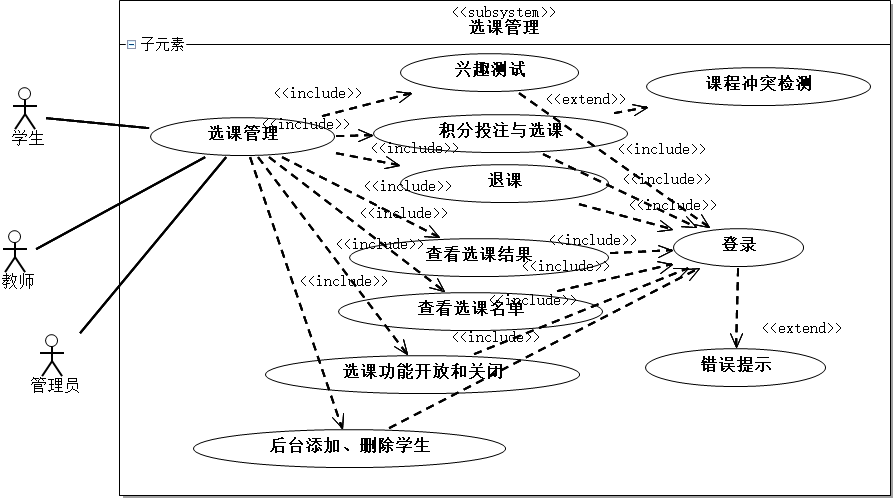 <<subsystem>>
选课管理
子元素
兴趣测试
课程冲突检测
<<include>>
<<extend>>
学生
选课管理
<<include>>
积分投注与选课
<<include>>
<<include>>
退课
<<include>>
<<include>>
<<include>>
<<include>>
教师
<<include>>
查看选课结果
<<include>>
<<include>>
登录
<<include>>
查看选课名单
<<include>>
<<include>>
<<extend>>
管理员
选课功能开放和关闭
错误提示
后台添加、删除学生